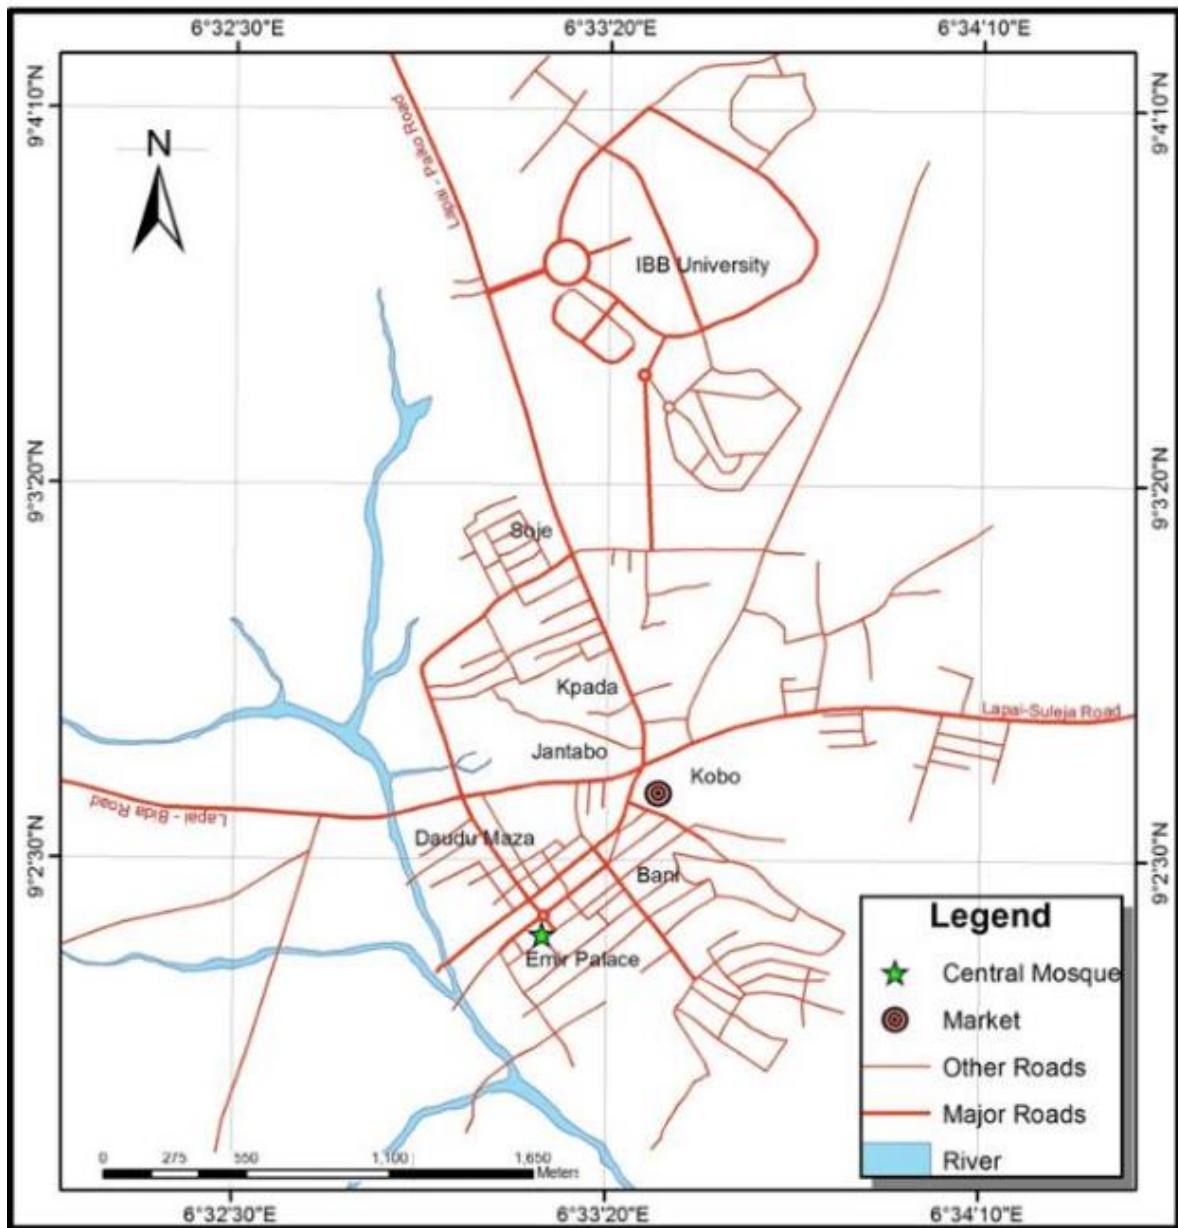 6°32'30"E 6°33'20"E 6°34'10"E
9°4'10"N
9°4'10"N
N
Lapai - Paiko Road
IBB University
9°3'20"N
9°3'20"N
Soje
Kpada
Lapai-Suleja Road
Jantabo
Kobo
Lapai - Bida Road
Daudu Maza
9°2'30"N
9°2'30"N
Bani
Emir Palace
Legend
Central Mosque
Market
Other Roads
Major Roads
River
0 275 550 1,100 1,650
Meters
6°32'30"E 6°33'20"E 6°34'10"E